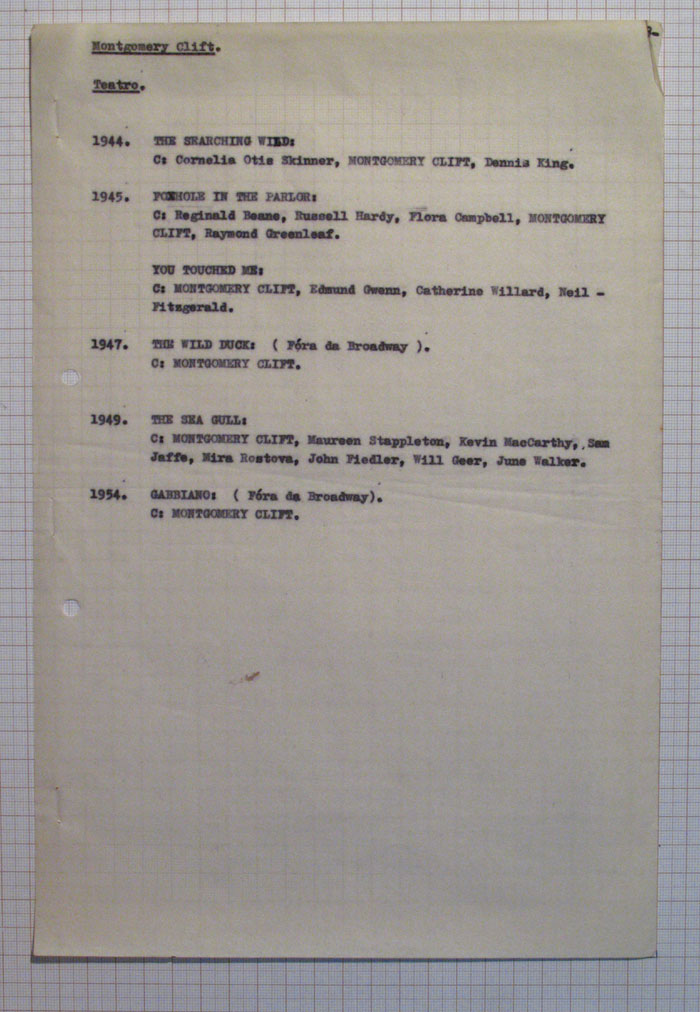 Montgomery Clift.
Teatro.
1944. THE SEARCHING WIND:
C: Cornelia Otis Skinner, MONTGOMERY CLIFT, Dennis King.
1945. FOXHOLE IN THE PARLOR:
C: Reginald Beane, Russell Hardy, Flora Campbell, MONTGOMERY
CLIFT, Raymond Greenleaf.
YOU TOUCHED ME:
C: MONTGOMERY CLIFT, Edmund Gwenn, Catherine Willard, Neil -
Fitzgerald.
1947. THE WILD DUCK: ( Fóra da Broadway ).
C: MONTGOMERY CLIFT.
1949. THE SEA GULL:
C: MONTGOMERY CLIFT, Maureen Stappleton, Kevin MacCarthy, Sam
Jaffe, Mira Rostova, John Fiedler, Will Geer, June Walker.
1954. GABBIANO: ( Fóra da Broadway).
C: MONTGOMERY CLIFT.